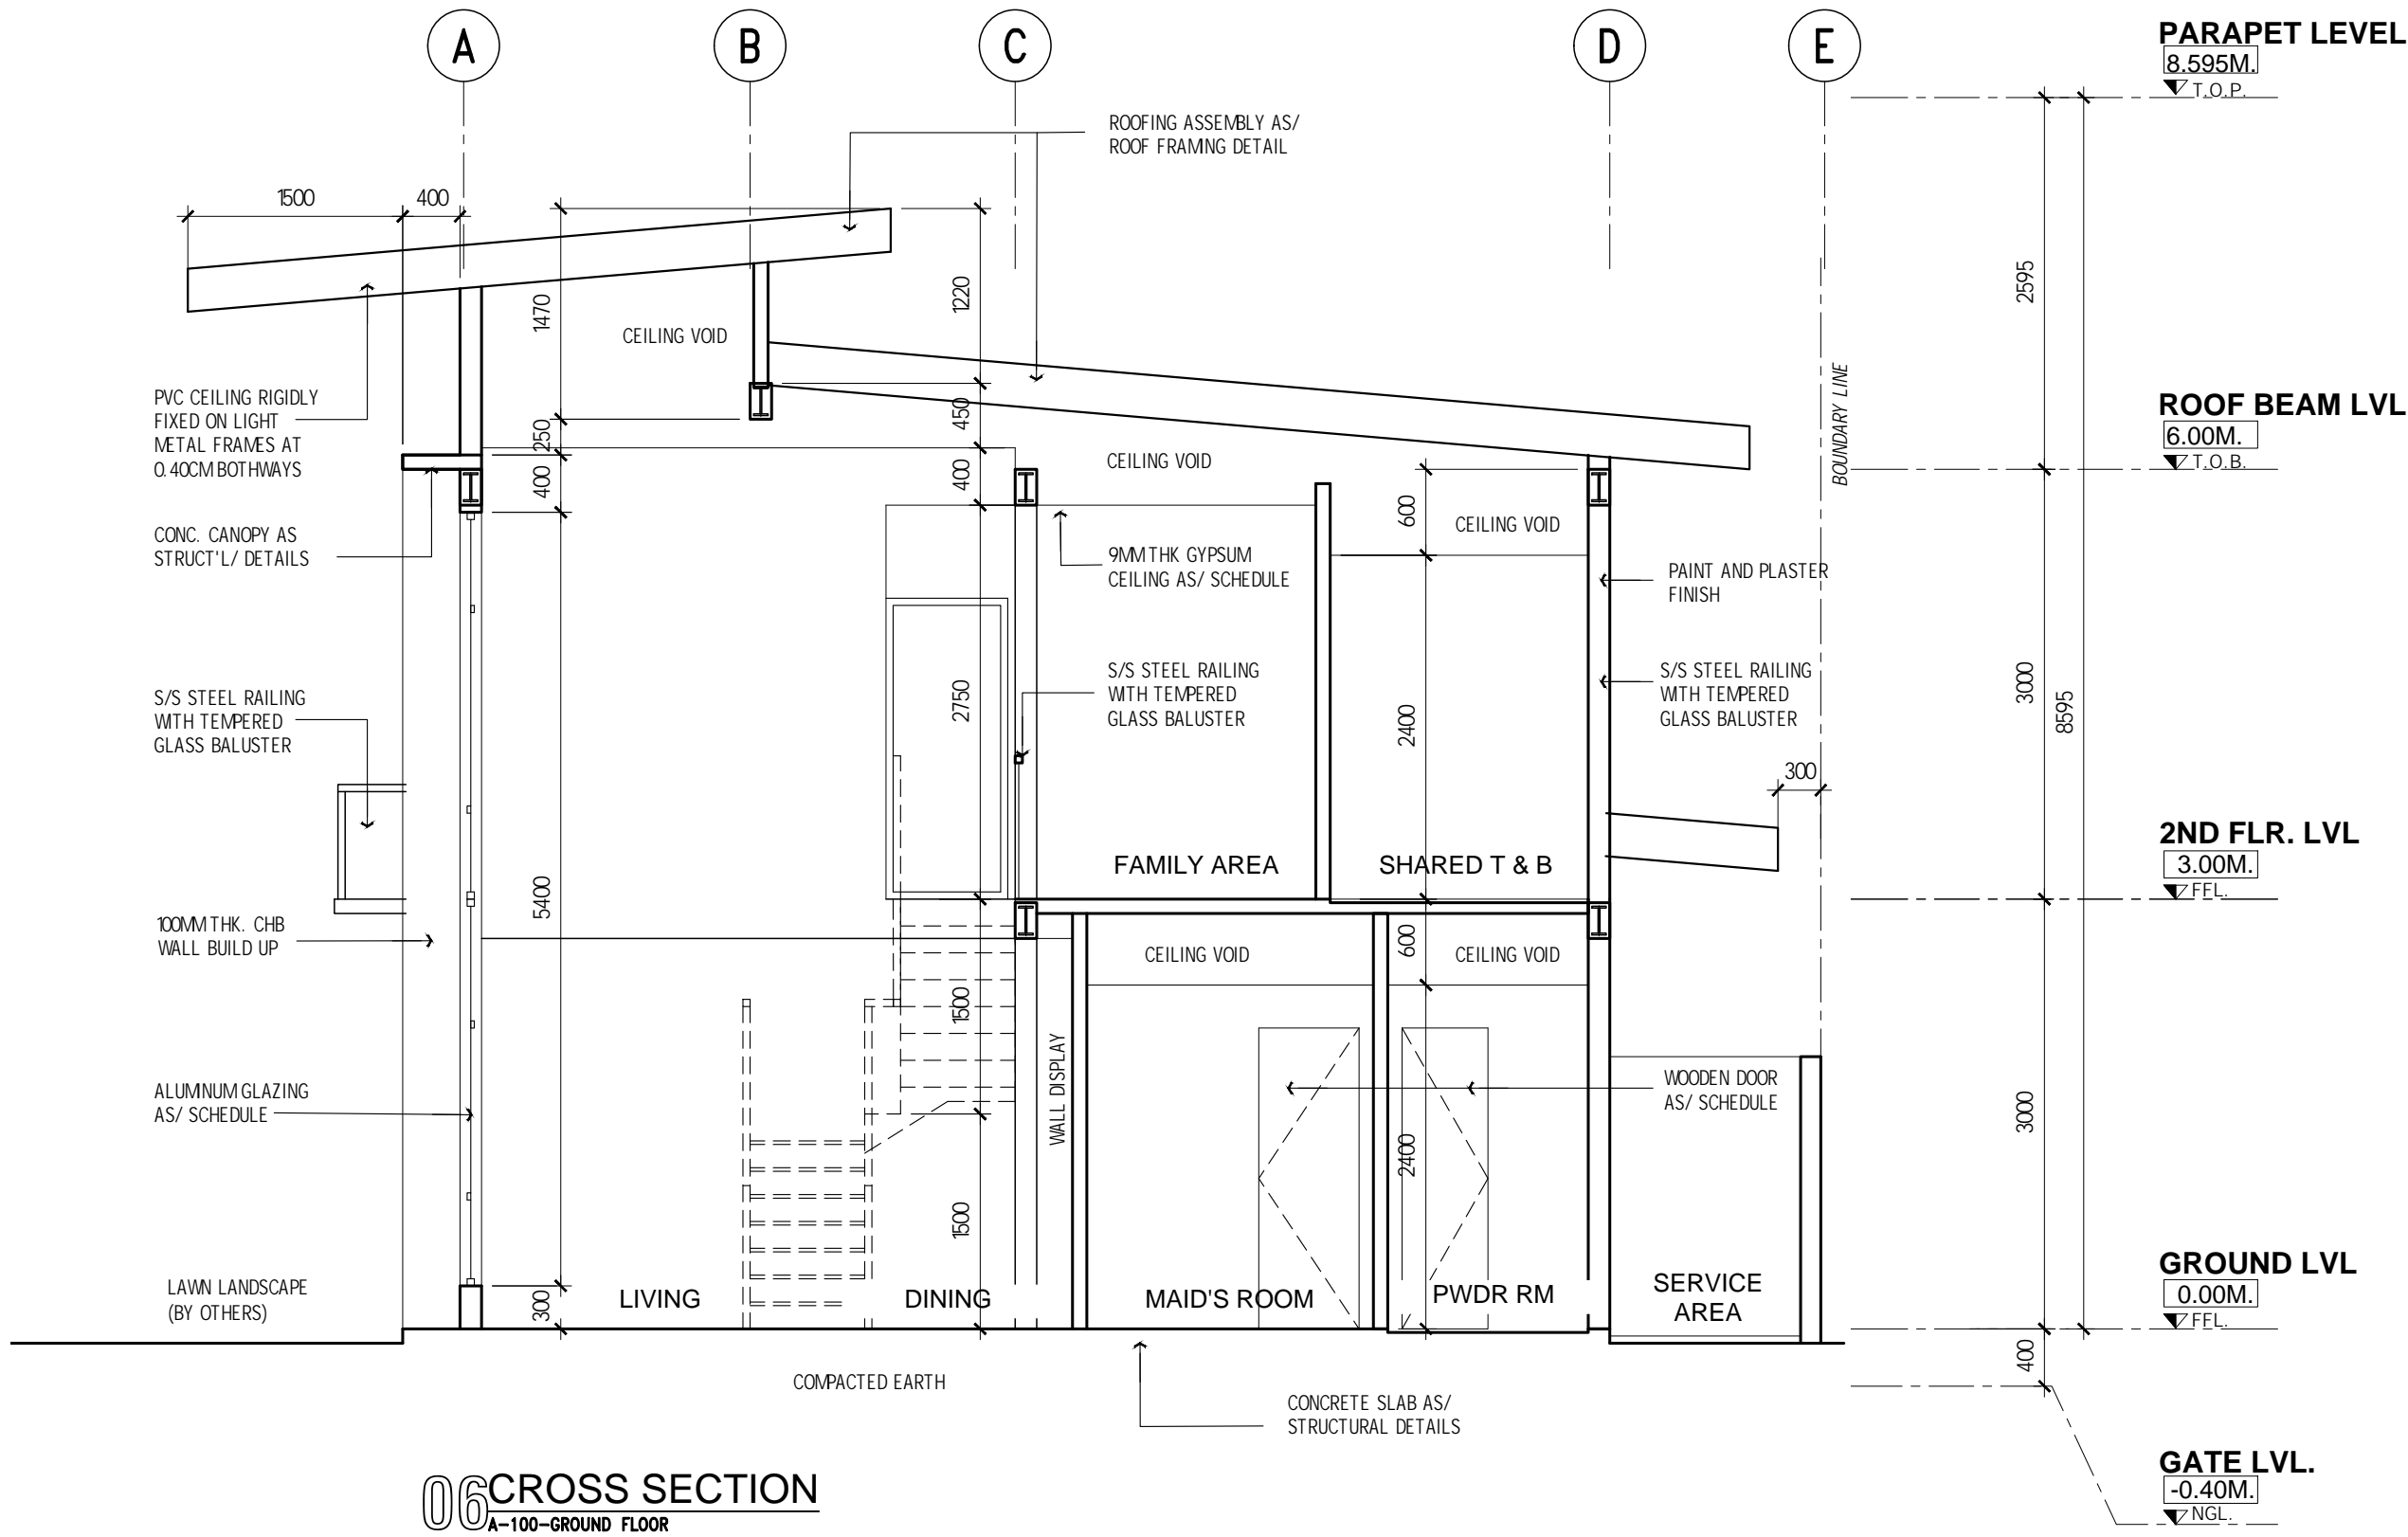 A
B
C
D
E
PARAPET LEVEL
8.595M.
T.O.P.
ROOFING ASSEMBLY AS/
ROOF FRAMING DETAIL
1500
400
1470
1220
2595
CEILING VOID
PVC CEILING RIGIDLY
FIXED ON LIGHT
METAL FRAMES AT
0.40CM BOTHWAYS
250
450
400
400
CEILING VOID
BOUNDARY LINE
ROOF BEAM LVL
6.00M.
T.O.B.
600
CEILING VOID
CONC. CANOPY AS
STRUCT'L/ DETAILS
9MM THK GYPSUM
CEILING AS/ SCHEDULE
PAINT AND PLASTER
FINISH
S/S STEEL RAILING
WITH TEMPERED
GLASS BALUSTER
2750
S/S STEEL RAILING
WITH TEMPERED
GLASS BALUSTER
2400
S/S STEEL RAILING
WITH TEMPERED
GLASS BALUSTER
3000
8595
300
FAMILY AREA
SHARED T & B
2ND FLR. LVL
3.00M.
FFL.
5400
100MM THK. CHB
WALL BUILD UP
CEILING VOID
600
CEILING VOID
1500
WALL DISPLAY
ALUMINUM GLAZING
AS/ SCHEDULE
2400
WOODEN DOOR
AS/ SCHEDULE
3000
1500
LAWN LANDSCAPE
(BY OTHERS)
300
LIVING
DINING
MAID'S ROOM
PWDR RM
SERVICE
AREA
GROUND LVL
0.00M.
FFL.
400
COMPACTED EARTH
CONCRETE SLAB AS/
STRUCTURAL DETAILS
GATE LVL.
-0.40M.
NGL.
06 CROSS SECTION
A-100-GROUND FLOOR